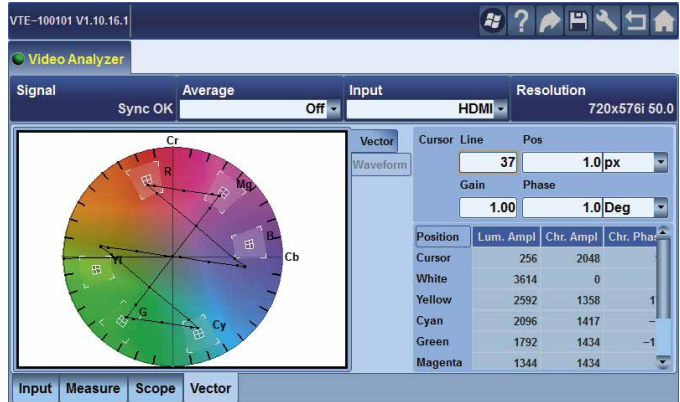 VTE-100101 V1.10.16.1
?
Video Analyzer
Signal Average Input Resolution
Sync OK Off HDMI 720x576i 50.0
Cr
R
Mg
B
Cb
Yl
G
Cy
Vector
Waveform
Cursor Line Pos
37 1.0 px
Gain Phase
1.00 1.0 Deg
Position Lum. Ampl Chr. Ampl Chr. Phas
Cursor 256 2048
White 3614 0
Yellow 2592 1358 1
Cyan 2096 1417 –
Green 1792 1434 –1
Magenta 1344 1434
Input Measure Scope Vector